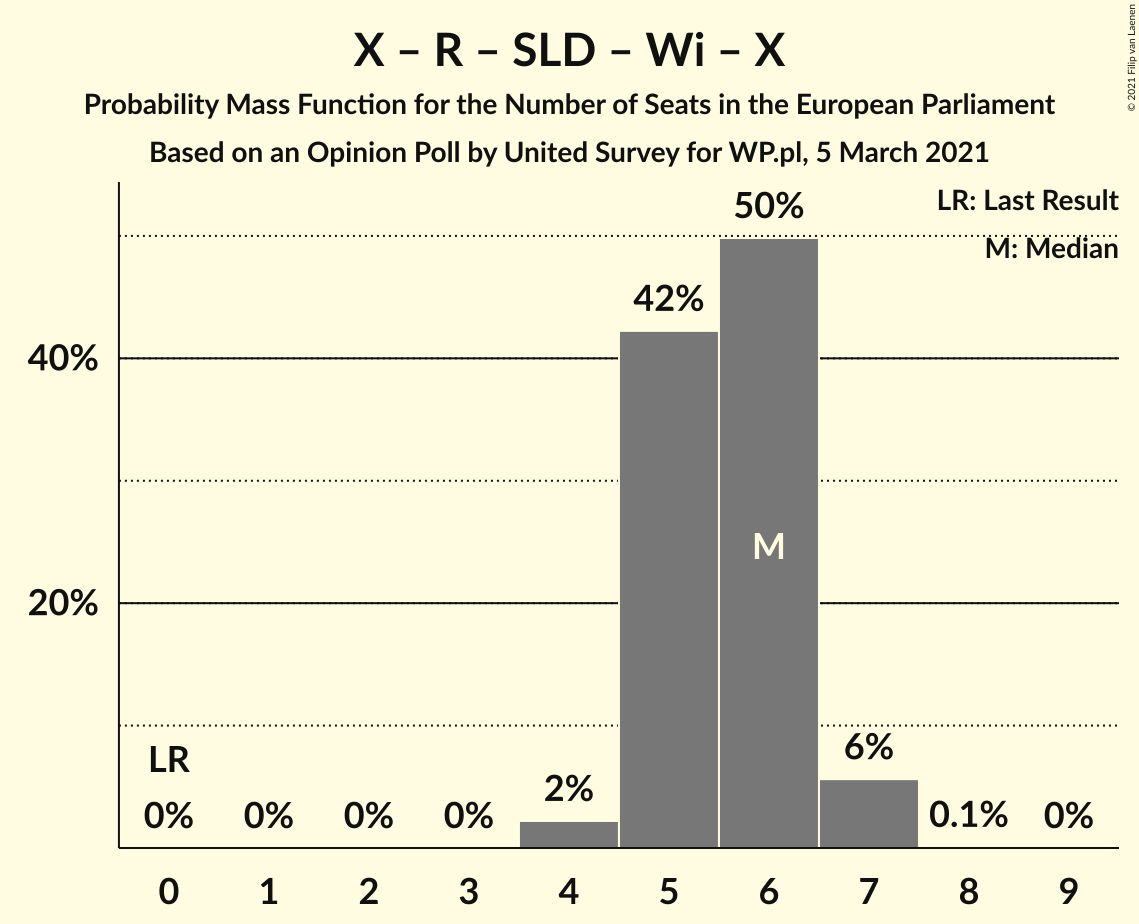 X – R – SLD – Wi – X
Probability Mass Function for the Number of Seats in the European Parliament
Based on an Opinion Poll by United Survey for WP.pl, 5 March 2021
© 2021 Filip van Laenen
LR: Last Result
M: Median
50%
42%
40%
M
20%
LR
6%
2%
0% 0% 0% 0% 0.1% 0%
0 1 2 3 4 5 6 7 8 9